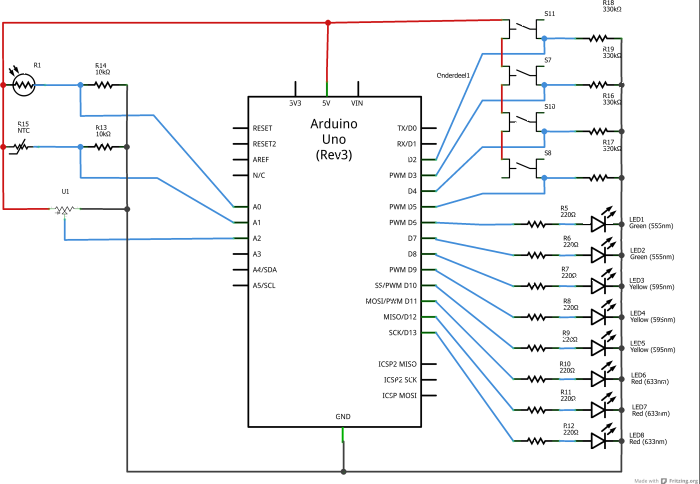 R18
330kΩ
S11
R19
330kΩ
S7
R16
330kΩ
S10
R17
330kΩ
S8
Onderdeel1
R1
R14
10kΩ
R15
NTC
R13
10kΩ
U1
3V3
5V
VIN
Arduino
Uno
(Rev3)
RESET
RESET2
AREF
N/C
A0
A1
A2
A3
A4/SDA
A5/SCL
TX/D0
RX/D1
D2
PWM D3
D4
PWM D5
PWM D6
D7
D8
PWM D9
SS/PWM D10
MOSI/PWM D11
MISO/D12
SCK/D13
ICSP2 MISO
ICSP2 SCK
ICSP MOSI
GND
R5
220Ω
LED1
Green (555nm)
R6
220Ω
LED2
Green (555nm)
R7
220Ω
LED3
Yellow (595nm)
R8
220Ω
LED4
Yellow (595nm)
R9
220Ω
LED5
Yellow (595nm)
R10
220Ω
LED6
Red (633nm)
R11
220Ω
LED7
Red (633nm)
R12
220Ω
LED8
Red (633nm)
Made with Fritzing.org